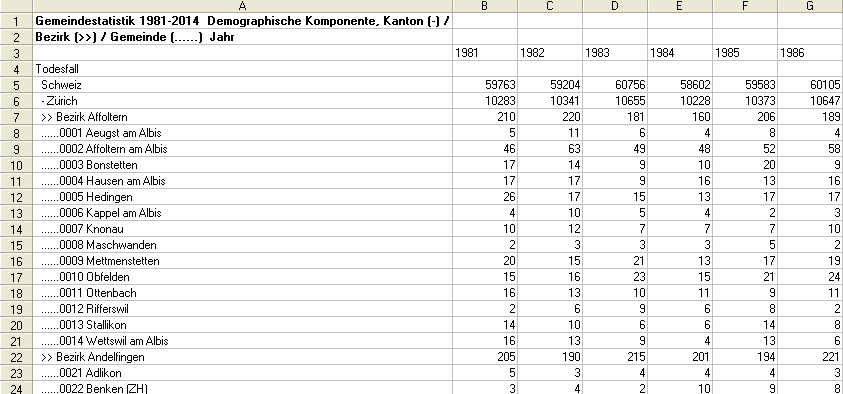 A B C D E F G
1 Gemeindestatistik 1981-2014 Demographische Komponente, Kanton (-) /
2 Bezirk (>>) / Gemeinde (......) Jahr
3 1981 1982 1983 1984 1985 1986
4 Todesfall
5 Schweiz 59763 59204 60756 58602 59583 60105
6 - Zürich 10283 10341 10655 10228 10373 10647
7 >> Bezirk Affoltern 210 220 181 160 206 189
8 ......0001 Aeugst am Albis 5 11 6 4 8 4
9 ......0002 Affoltern am Albis 46 63 49 48 52 58
10 ......0003 Bonstetten 17 14 9 10 20 9
11 ......0004 Hausen am Albis 17 17 9 16 13 16
12 ......0005 Hedingen 26 17 15 13 17 17
13 ......0006 Kappel am Albis 4 10 5 4 2 3
14 ......0007 Knonau 10 12 7 7 7 10
15 ......0008 Maschwanden 2 3 3 3 5 2
16 ......0009 Mettmenstetten 20 15 21 13 17 19
17 ......0010 Obfelden 15 16 23 15 21 24
18 ......0011 Ottenbach 16 13 10 11 9 11
19 ......0012 Rifferswil 2 6 9 6 8 2
20 ......0013 Stallikon 14 10 6 6 14 8
21 ......0014 Wettswil am Albis 16 13 9 4 13 6
22 >> Bezirk Andelfingen 205 190 215 201 194 221
23 ......0021 Adlikon 5 3 4 4 4 3
24 ......0022 Benken (ZH) 3 4 2 10 9 8